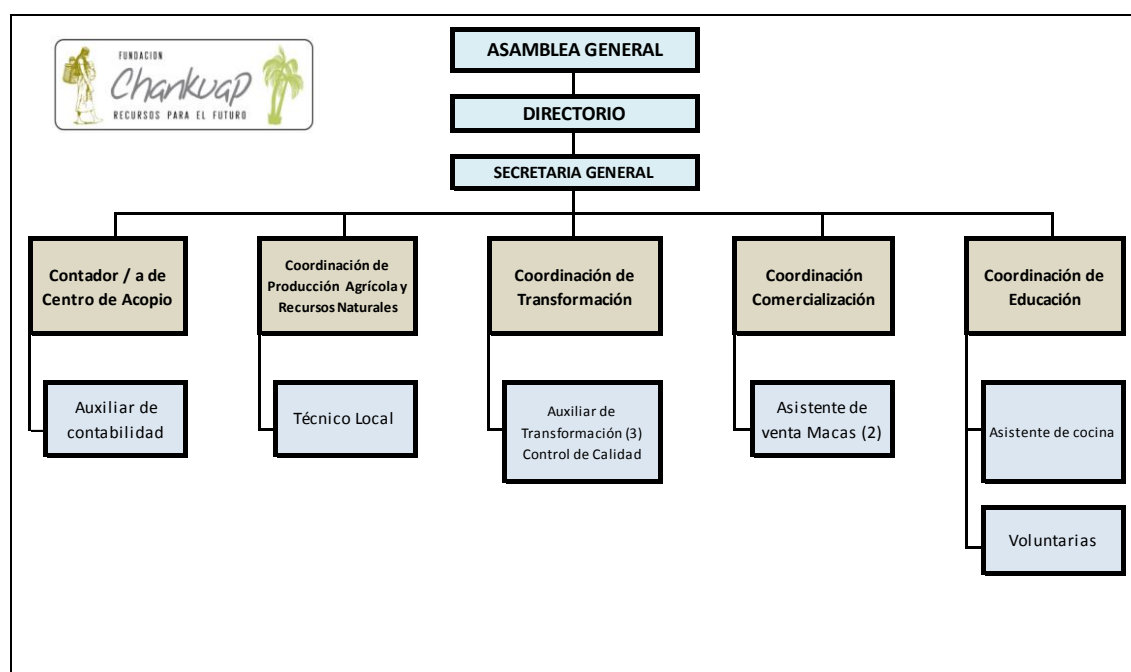 FUNDACION
Chankuap
RECURSOS PARA EL FUTURO
ASAMBLEA GENERAL
DIRECTORIO
SECRETARIA GENERAL
Contador / a de
Centro de Acopio
Coordinación de
Producción Agrícola y
Recursos Naturales
Coordinación de
Transformación
Coordinación
Comercialización
Coordinación de
Educación
Auxiliar de
contabilidad
Técnico Local
Auxiliar de
Transformación (3)
Control de Calidad
Asistente de
venta Macas (2)
Asistente de cocina
Voluntarias